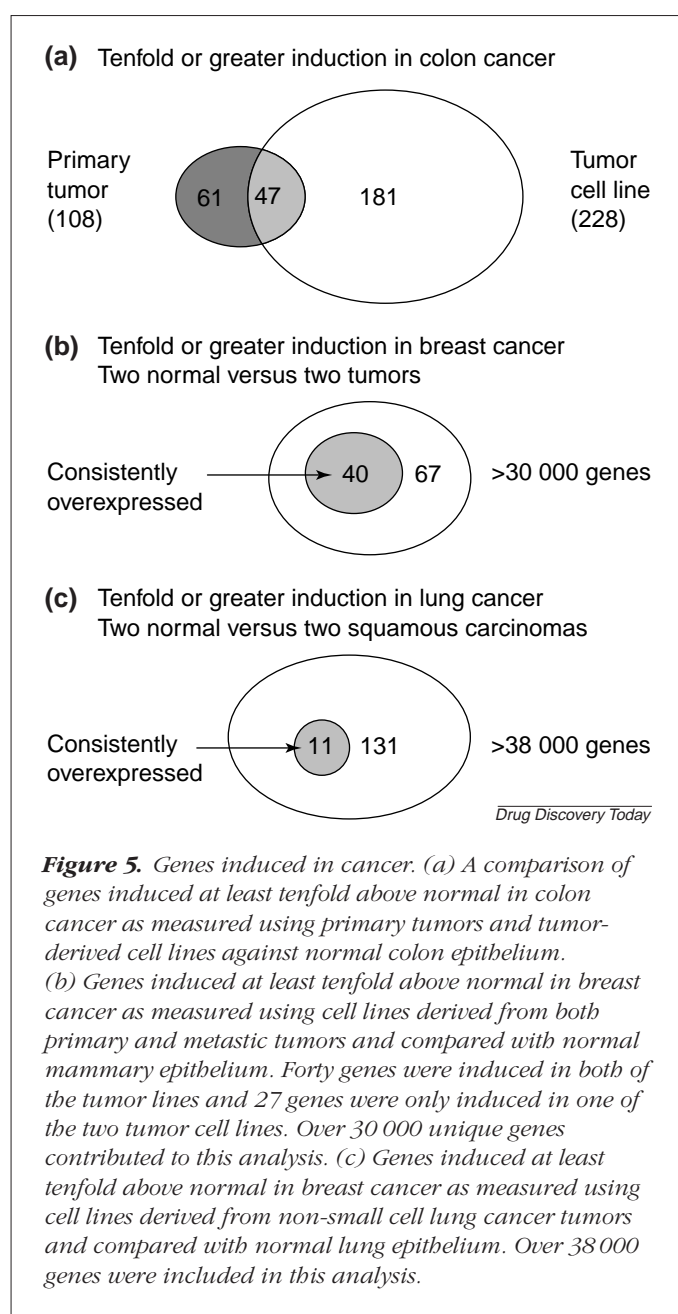 (a) Tenfold or greater induction in colon cancer
Primary
tumor
(108)
61
47
181
Tumor
cell line
(228)
(b) Tenfold or greater induction in breast cancer
Two normal versus two tumors
Consistently
overexpressed
40
67
>30 000 genes
(c) Tenfold or greater induction in lung cancer
Two normal versus two squamous carcinomas
Consistently
overexpressed
11
131
>38 000 genes
Drug Discovery Today
Figure 5. Genes induced in cancer. (a) A comparison of
genes induced at least tenfold above normal in colon
cancer as measured using primary tumors and tumor-
derived cell lines against normal colon epithelium.
(b) Genes induced at least tenfold above normal in breast
cancer as measured using cell lines derived from both
primary and metastic tumors and compared with normal
mammary epithelium. Forty genes were induced in both of
the tumor lines and 27 genes were only induced in one of
the two tumor cell lines. Over 30 000 unique genes
contributed to this analysis. (c) Genes induced at least
tenfold above normal in breast cancer as measured using
cell lines derived from non-small cell lung cancer tumors
and compared with normal lung epithelium. Over 38 000
genes were included in this analysis.